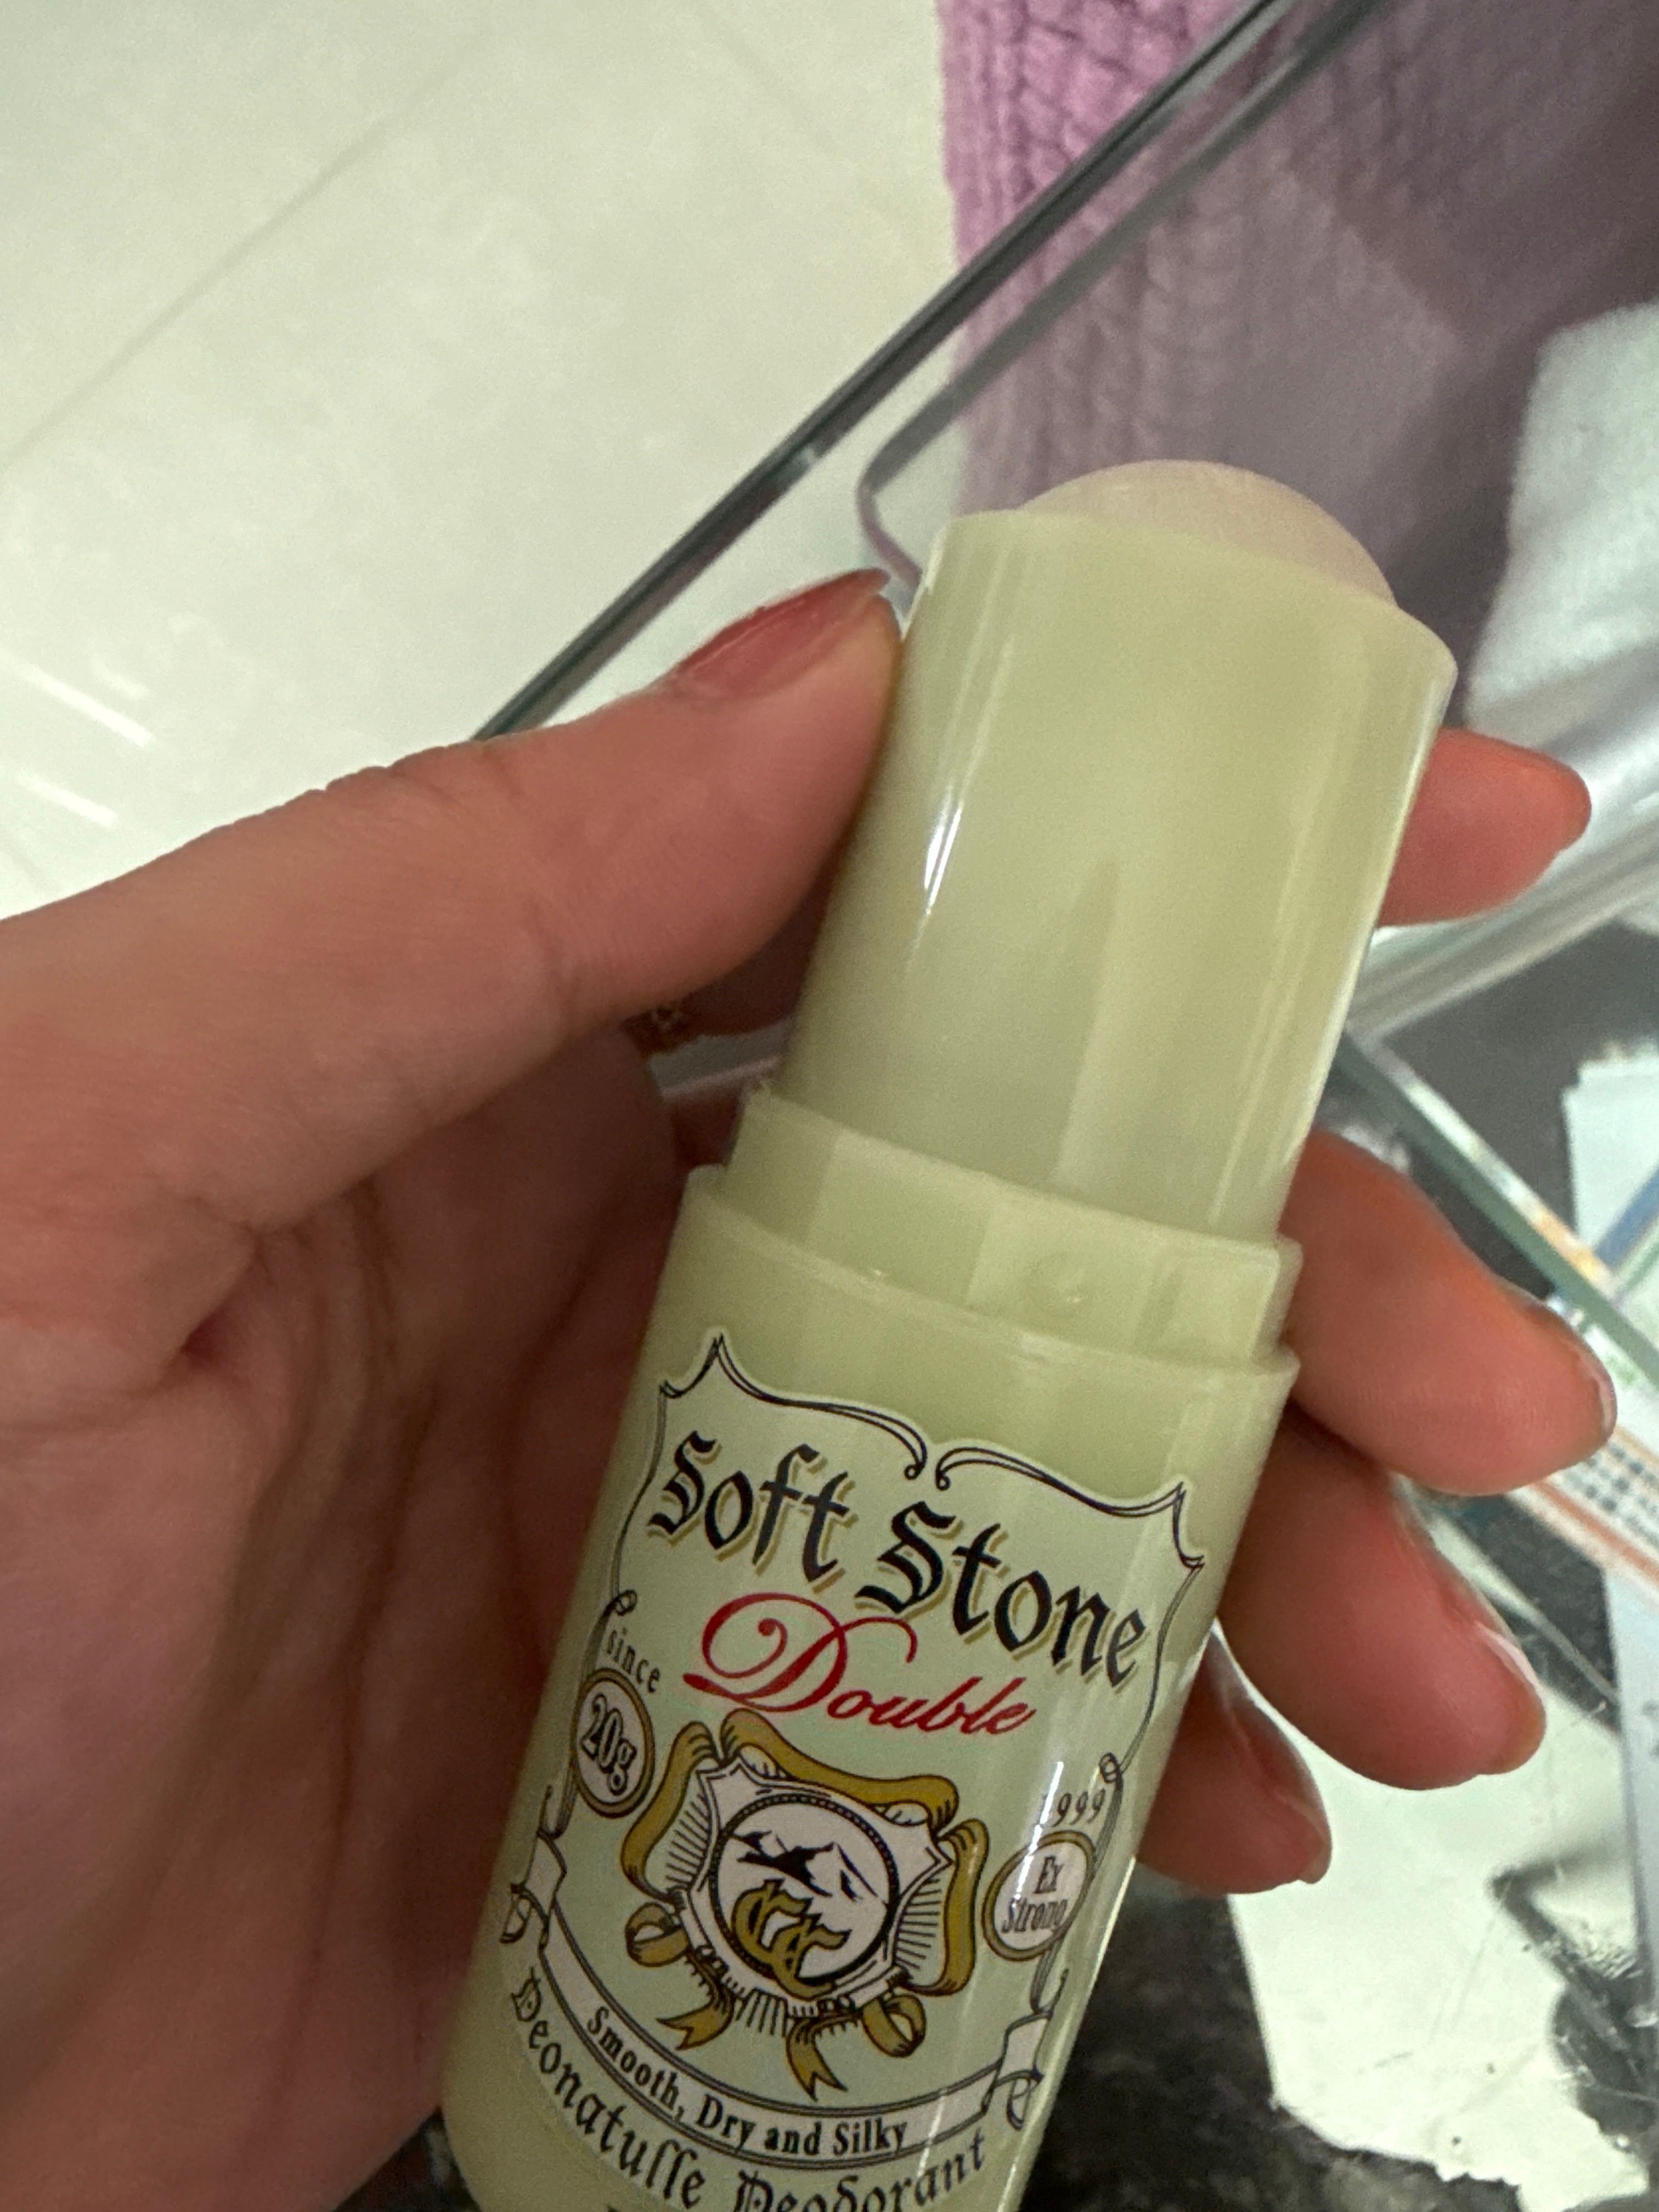 Soft Stone
Double
since
1999
20g
Ex
Strong
Smooth, Dry and Silky
Deonatulle Deodorant